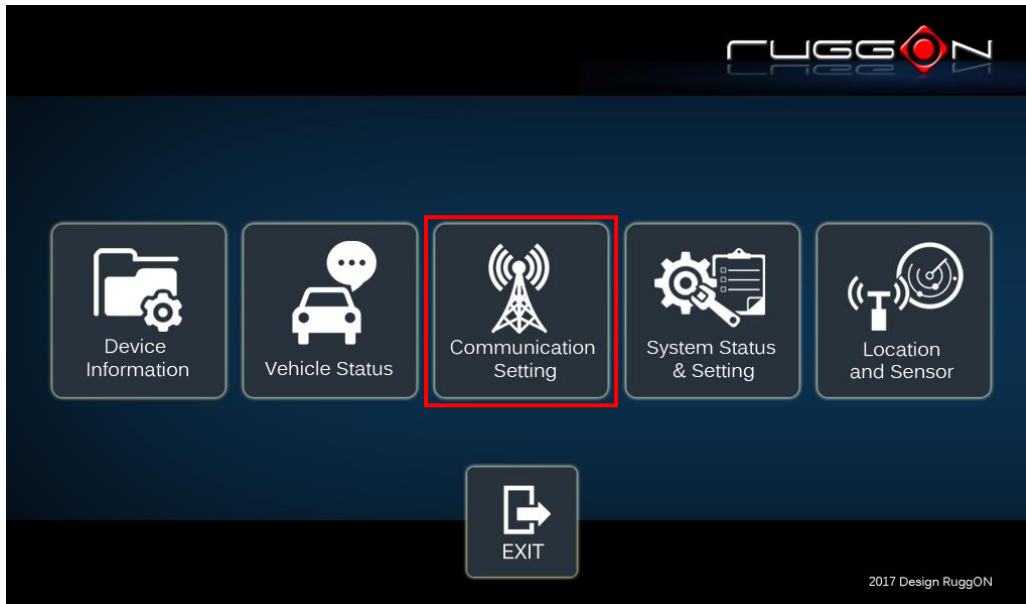 ruggON
Device
Information
Vehicle Status
Communication
Setting
System Status
& Setting
Location
and Sensor
EXIT
2017 Design RuggON